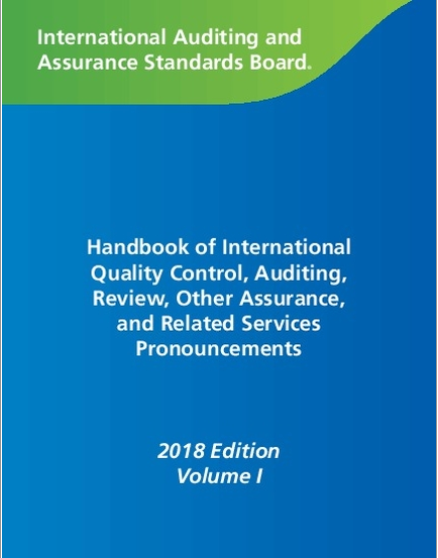 International Auditing and
Assurance Standards Board.
Handbook of International
Quality Control, Auditing,
Review, Other Assurance,
and Related Services
Pronouncements
2018 Edition
Volume I